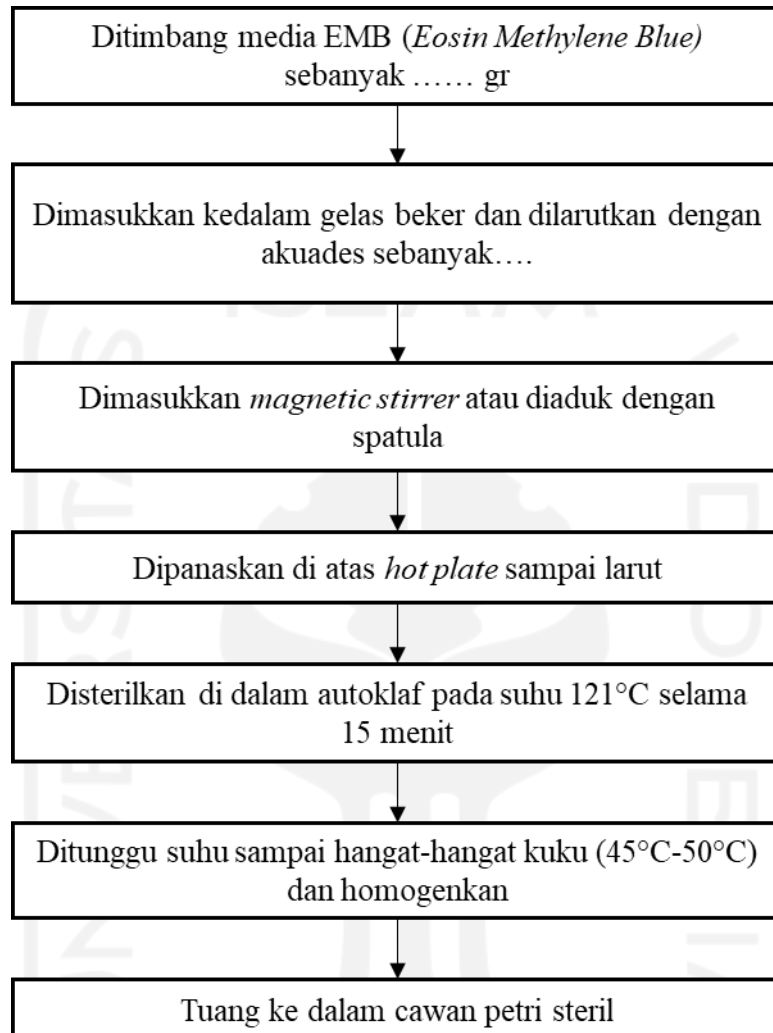 Ditimbang media EMB (Eosin Methylene Blue)
sebanyak …… gr
Dimasukkan kedalam gelas beker dan dilarutkan dengan
akuades sebanyak….
Dimasukkan magnetic stirrer atau diaduk dengan
spatula
Dipanaskan di atas hot plate sampai larut
Disterilkan di dalam autoklaf pada suhu 121°C selama
15 menit
Ditunggu suhu sampai hangat-hangat kuku (45°C-50°C)
dan homogenkan
Tuang ke dalam cawan petri steril